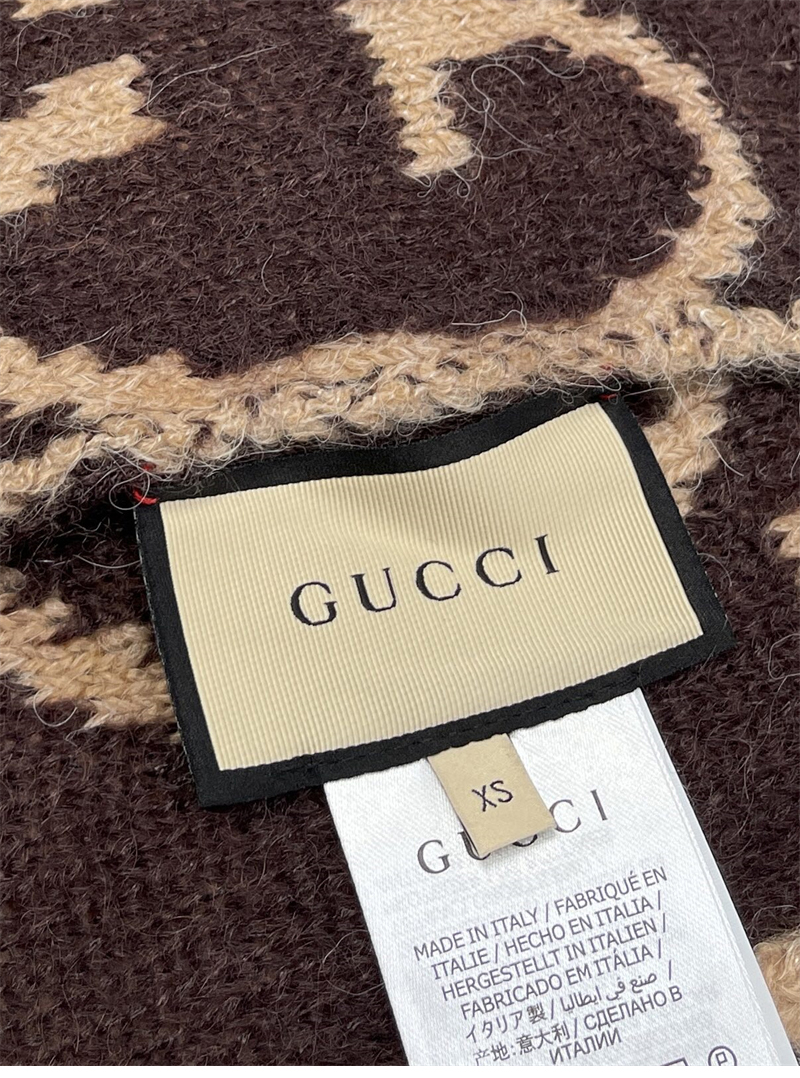 GUCCI
XS
GUCCI
MADE IN ITALY / FABRIQUÉ EN
ITALIE / HECHO EN ITALIA /
HERGESTELLT IN ITALIEN /
FABRICADO EM ITÁLIA /
イタリア製 / صنع في ايطاليا /
产地:意大利 / СДЕЛАНО В
ИТАЛИИ
P